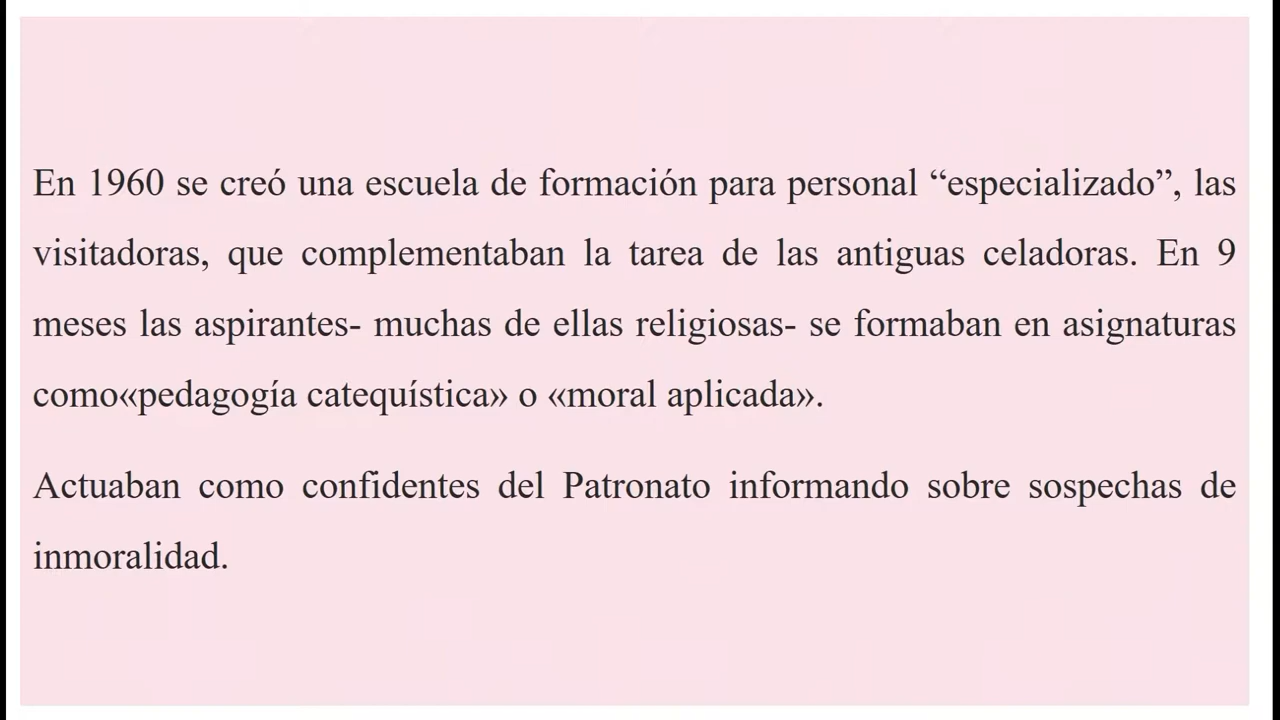 En 1960 se creó una escuela de formación para personal “especializado”, las
visitadoras, que complementaban la tarea de las antiguas celadoras. En 9
meses las aspirantes- muchas de ellas religiosas- se formaban en asignaturas
como«pedagogía catequística» o «moral aplicada».
Actuaban como confidentes del Patronato informando sobre sospechas de
inmoralidad.